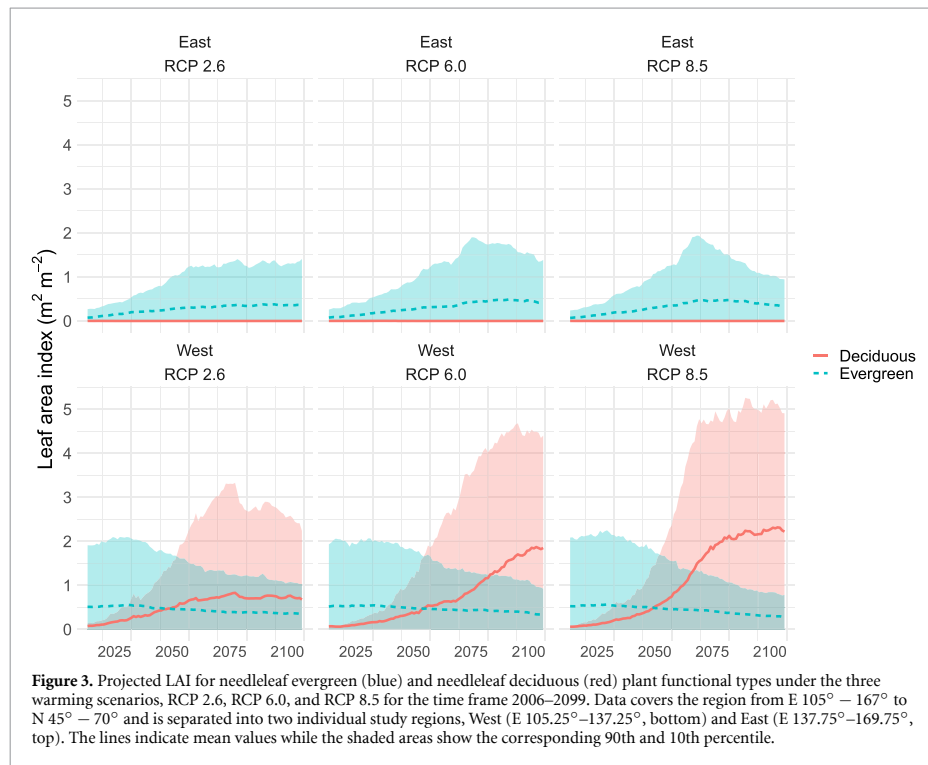 East
RCP 2.6
East
RCP 6.0
East
RCP 8.5
5
4
3
2
1
0
Leaf area index (m² m⁻²)
West
RCP 2.6
West
RCP 6.0
West
RCP 8.5
5
4
3
2
1
0
2025 2050 2075 2100
2025 2050 2075 2100
2025 2050 2075 2100
Deciduous
Evergreen
Figure 3. Projected LAI for needleleaf evergreen (blue) and needleleaf deciduous (red) plant functional types under the three
warming scenarios, RCP 2.6, RCP 6.0, and RCP 8.5 for the time frame 2006–2099. Data covers the region from E 105° − 167° to
N 45° − 70° and is separated into two individual study regions, West (E 105.25°–137.25°, bottom) and East (E 137.75°–169.75°,
top). The lines indicate mean values while the shaded areas show the corresponding 90th and 10th percentile.